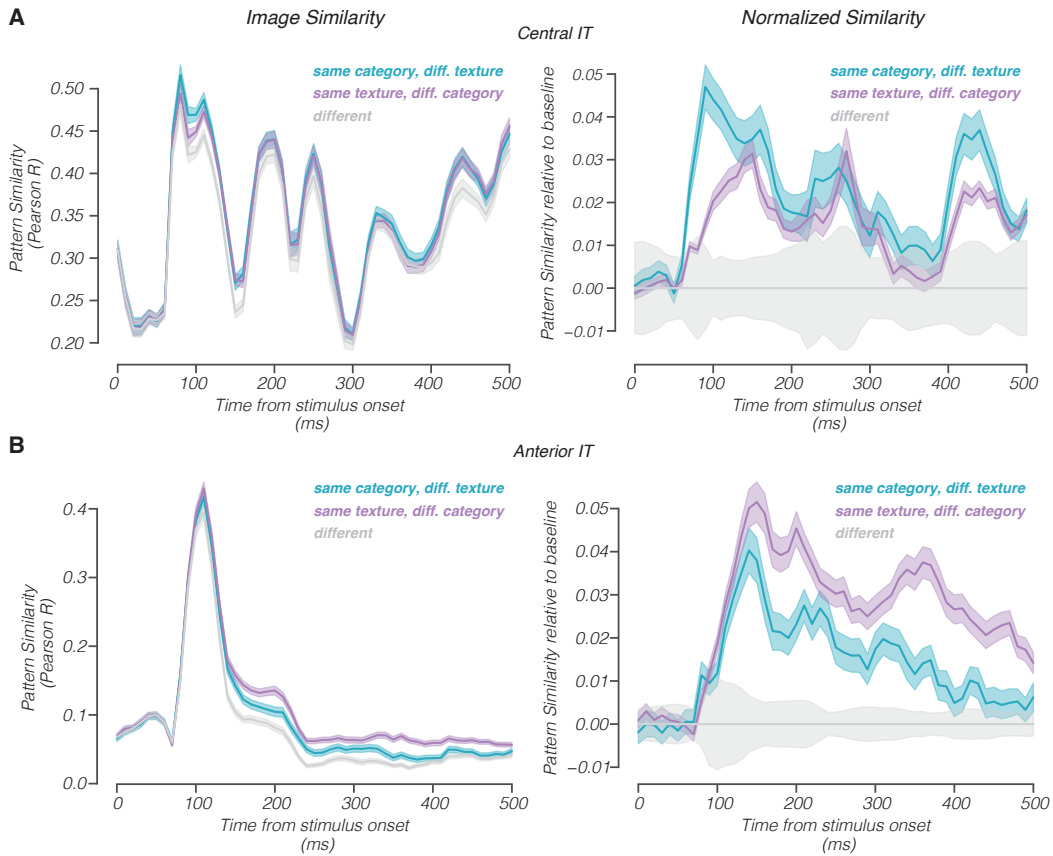 A
Image Similarity
Normalized Similarity
Central IT
same category, diff. texture
same texture, diff. category
different
Pattern Similarity
(Pearson R)
0.50
0.45
0.40
0.35
0.30
0.25
0.20
0
100
200
300
400
500
Time from stimulus onset
(ms)
same category, diff. texture
same texture, diff. category
different
Pattern Similarity relative to baseline
0.05
0.04
0.03
0.02
0.01
0.00
−0.01
0
100
200
300
400
500
Time from stimulus onset
(ms)
B
Anterior IT
same category, diff. texture
same texture, diff. category
different
Pattern Similarity
(Pearson R)
0.4
0.3
0.2
0.1
0.0
0
100
200
300
400
500
Time from stimulus onset
(ms)
same category, diff. texture
same texture, diff. category
different
Pattern Similarity relative to baseline
0.05
0.04
0.03
0.02
0.01
0.00
−0.01
0
100
200
300
400
500
Time from stimulus onset
(ms)